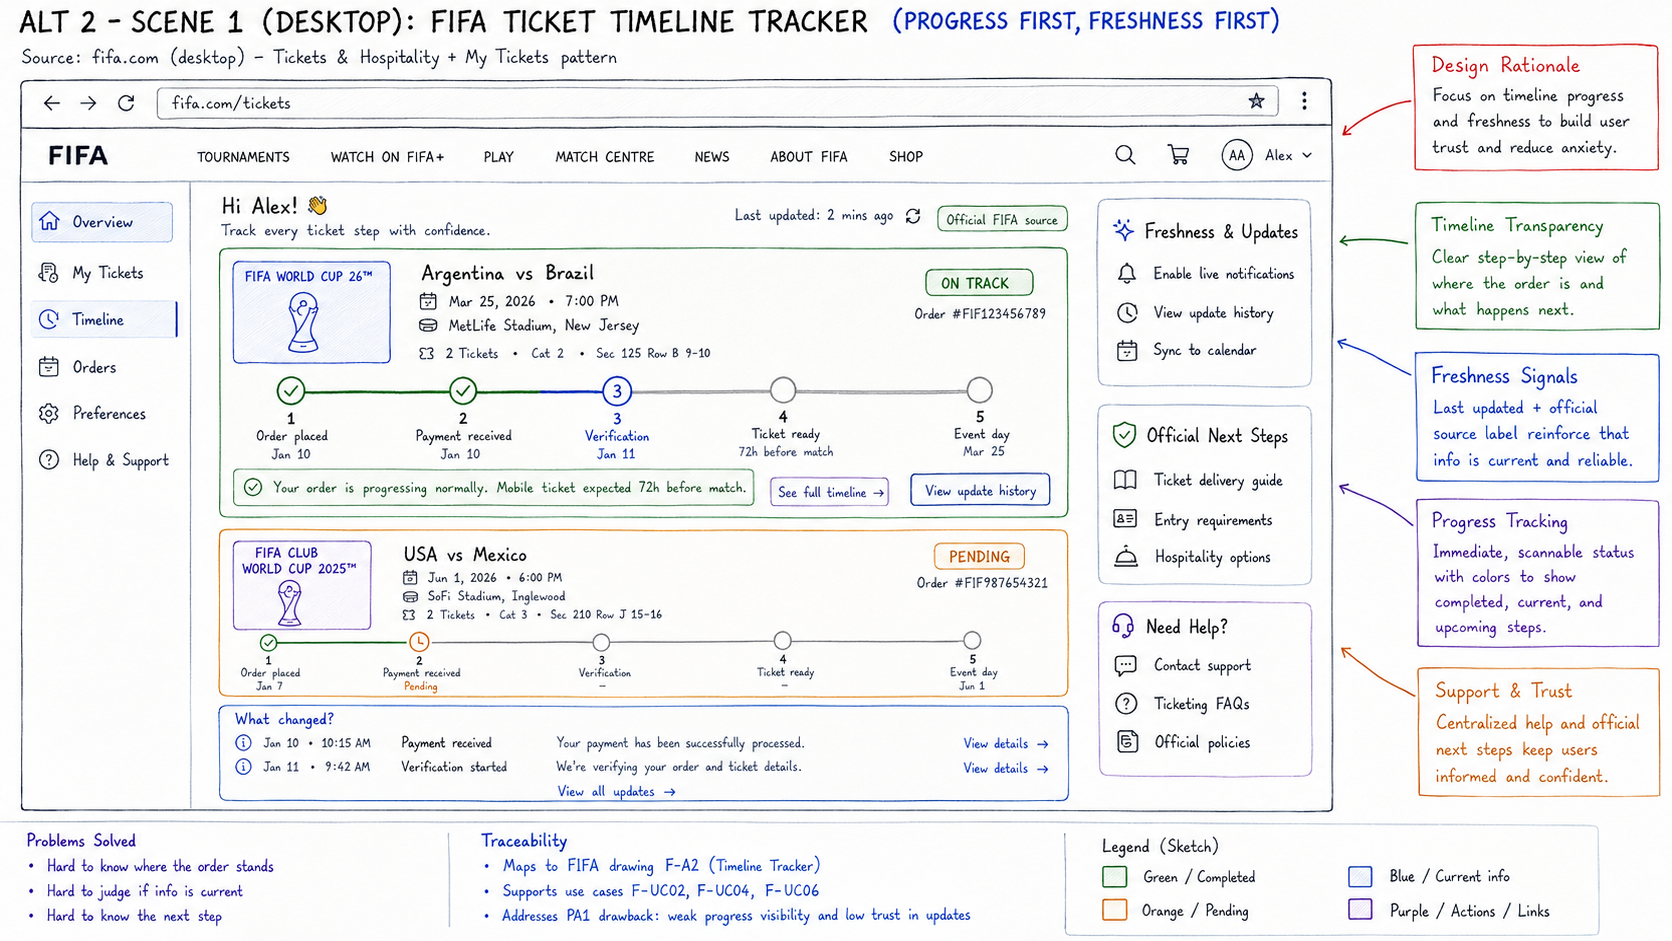 ALT 2 - SCENE 1 (DESKTOP): FIFA TICKET TIMELINE TRACKER (PROGRESS FIRST, FRESHNESS FIRST)
Source: fifa.com (desktop) - Tickets & Hospitality + My Tickets pattern
fifa.com/tickets
FIFA
TOURNAMENTS
WATCH ON FIFA+
PLAY
MATCH CENTRE
NEWS
ABOUT FIFA
SHOP
AA
Alex
Overview
My Tickets
Timeline
Orders
Preferences
Help & Support
Hi Alex!
Track every ticket step with confidence.
Last updated: 2 mins ago
Official FIFA source
FIFA WORLD CUP 26™
Argentina vs Brazil
Mar 25, 2026 • 7:00 PM
MetLife Stadium, New Jersey
2 Tickets • Cat 2 • Sec 125 Row B 9-10
ON TRACK
Order #FIF123456789
3
1
Order placed
Jan 10
2
Payment received
Jan 10
3
Verification
Jan 11
4
Ticket ready
72h before match
5
Event day
Mar 25
Your order is progressing normally. Mobile ticket expected 72h before match.
See full timeline →
View update history
FIFA CLUB
WORLD CUP 2025™
USA vs Mexico
Jun 1, 2026 • 6:00 PM
SoFi Stadium, Inglewood
2 Tickets • Cat 3 • Sec 210 Row J 15-16
PENDING
Order #FIF987654321
1
Order placed
Jan 7
2
Payment received
Pending
3
Verification
–
4
Ticket ready
–
5
Event day
Jun 1
What changed?
Jan 10 • 10:15 AM Payment received Your payment has been successfully processed. View details →
Jan 11 • 9:42 AM Verification started We're verifying your order and ticket details. View details →
View all updates →
Freshness & Updates
Enable live notifications
View update history
Sync to calendar
Official Next Steps
Ticket delivery guide
Entry requirements
Hospitality options
Need Help?
Contact support
Ticketing FAQs
Official policies
Design Rationale
Focus on timeline progress
and freshness to build user
trust and reduce anxiety.
Timeline Transparency
Clear step-by-step view of
where the order is and
what happens next.
Freshness Signals
Last updated + official
source label reinforce that
info is current and reliable.
Progress Tracking
Immediate, scannable status
with colors to show
completed, current, and
upcoming steps.
Support & Trust
Centralized help and official
next steps keep users
informed and confident.
Problems Solved
• Hard to know where the order stands
• Hard to judge if info is current
• Hard to know the next step
Traceability
• Maps to FIFA drawing F-A2 (Timeline Tracker)
• Supports use cases F-UC02, F-UC04, F-UC06
• Addresses PA1 drawback: weak progress visibility and low trust in updates
Legend (Sketch)
Green / Completed
Blue / Current info
Orange / Pending
Purple / Actions / Links